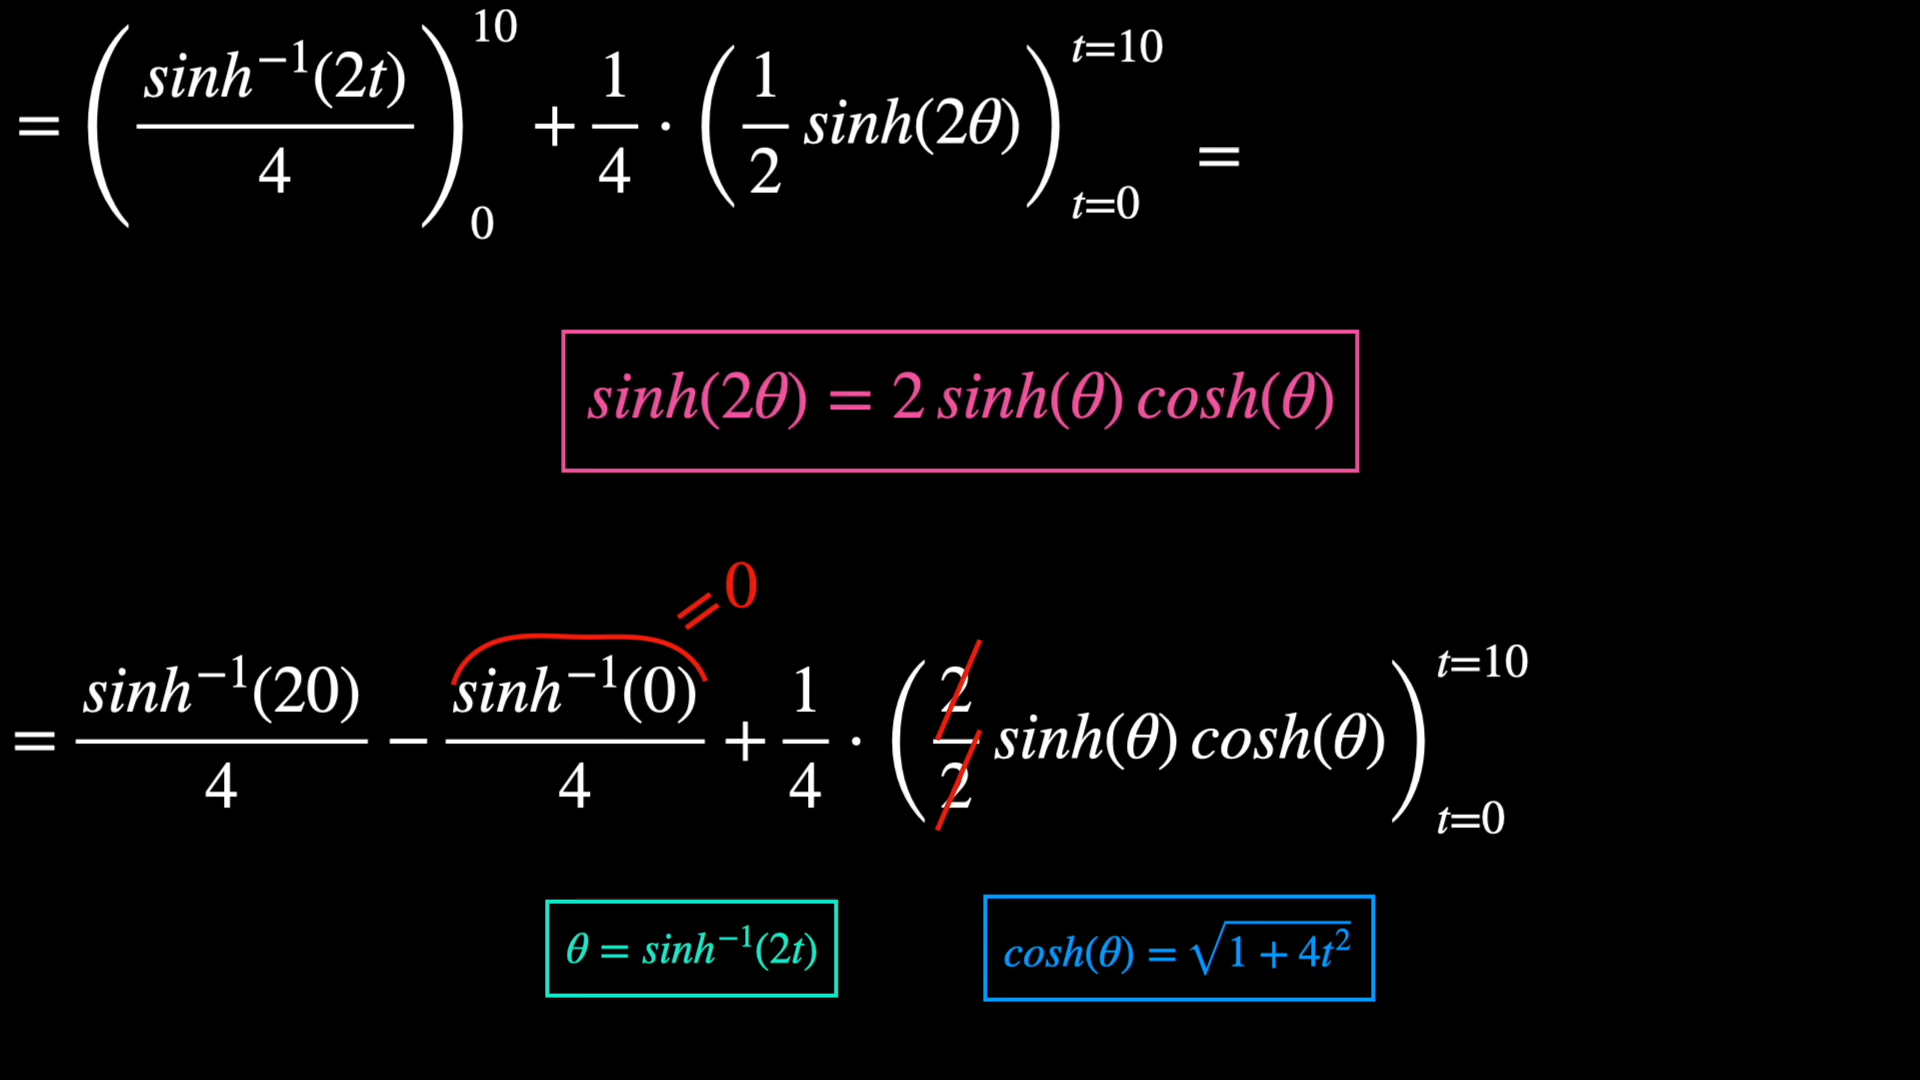 = ( sinh⁻¹(2t) / 4 )₀¹⁰ + 1/4 · ( 1/2 sinh(2θ) )_{t=0}^{t=10} =
sinh(2θ) = 2 sinh(θ) cosh(θ)
=0
= sinh⁻¹(20) / 4 − sinh⁻¹(0) / 4 + 1/4 · ( 2/2 sinh(θ) cosh(θ) )_{t=0}^{t=10}
θ = sinh⁻¹(2t)
cosh(θ) = √(1 + 4t²)